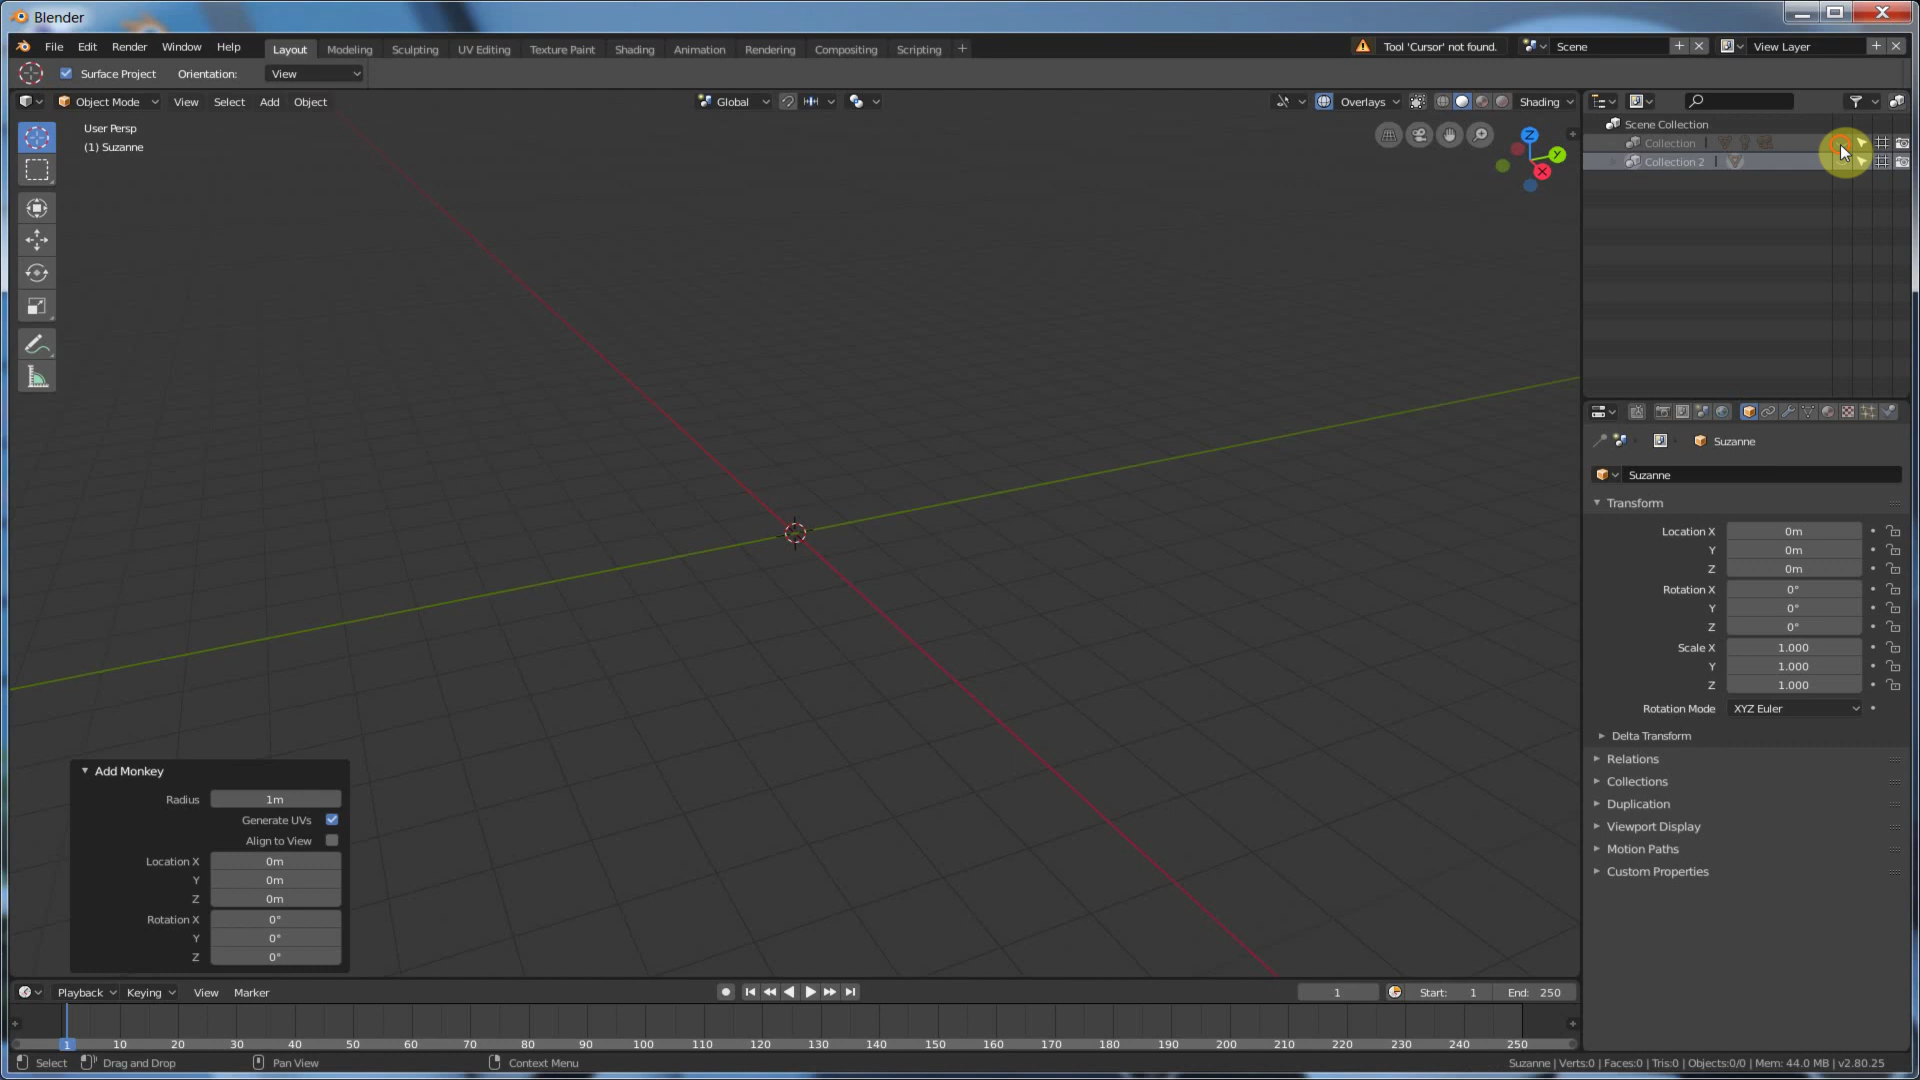 Blender
File Edit Render Window Help Layout Modeling Sculpting UV Editing Texture Paint Shading Animation Rendering Compositing Scripting + Tool 'Cursor' not found. Scene View Layer
Surface Project Orientation: View
Object Mode View Select Add Object Global Overlays Shading
User Persp
(1) Suzanne
Z
Y
X
Scene Collection
Collection
Collection 2
Suzanne
Suzanne
Transform
Location X 0m
Y 0m
Z 0m
Rotation X 0°
Y 0°
Z 0°
Scale X 1.000
Y 1.000
Z 1.000
Rotation Mode XYZ Euler
Delta Transform
Relations
Collections
Duplication
Viewport Display
Motion Paths
Custom Properties
Add Monkey
Radius 1m
Generate UVs
Align to View
Location X 0m
Y 0m
Z 0m
Rotation X 0°
Y 0°
Z 0°
Playback Keying View Marker 1 Start: 1 End: 250
1 10 20 30 40 50 60 70 80 90 100 110 120 130 140 150 160 170 180 190 200 210 220 230 240 250
Select Drag and Drop Pan View Context Menu Suzanne | Verts:0 | Faces:0 | Tris:0 | Objects:0/0 | Mem: 44.0 MB | v2.80.25